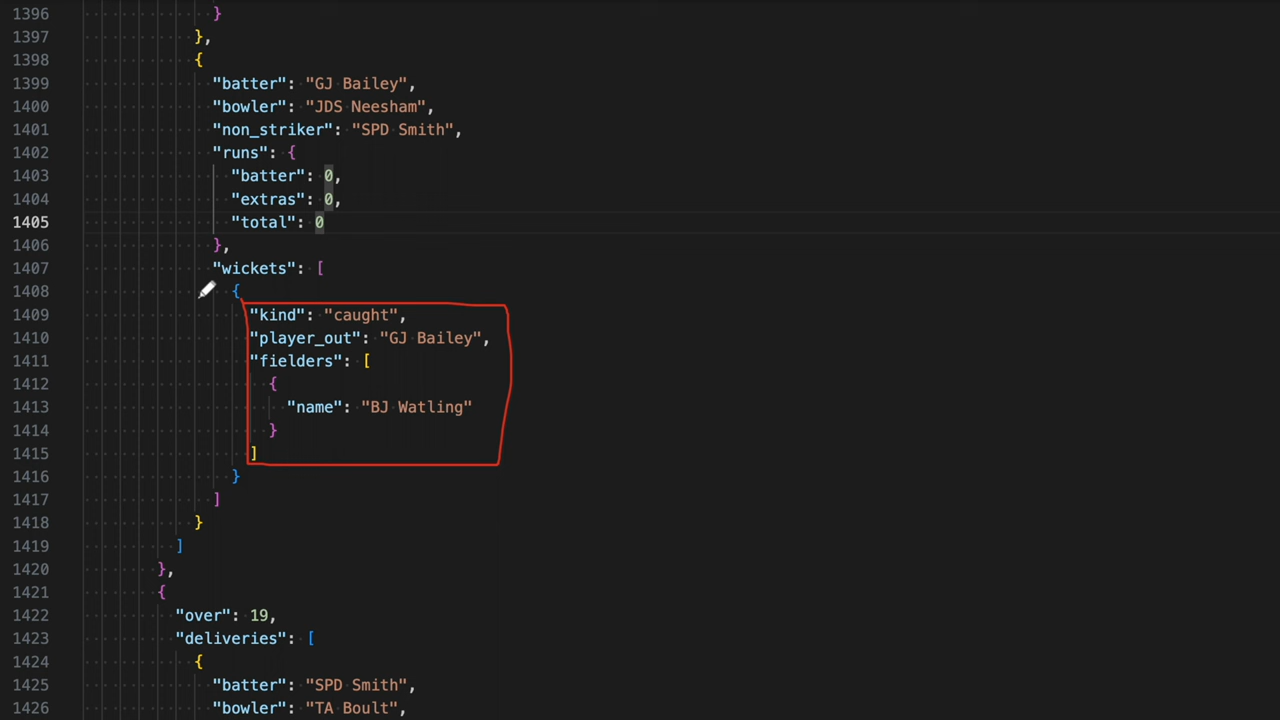 1396 }
1397 },
1398 {
1399 "batter": "GJ Bailey",
1400 "bowler": "JDS Neesham",
1401 "non_striker": "SPD Smith",
1402 "runs": {
1403 "batter": 0,
1404 "extras": 0,
1405 "total": 0
1406 },
1407 "wickets": [
1408 {
1409 "kind": "caught",
1410 "player_out": "GJ Bailey",
1411 "fielders": [
1412 {
1413 "name": "BJ Watling"
1414 }
1415 ]
1416 }
1417 ]
1418 }
1419 ]
1420 },
1421 {
1422 "over": 19,
1423 "deliveries": [
1424 {
1425 "batter": "SPD Smith",
1426 "bowler": "TA Boult",